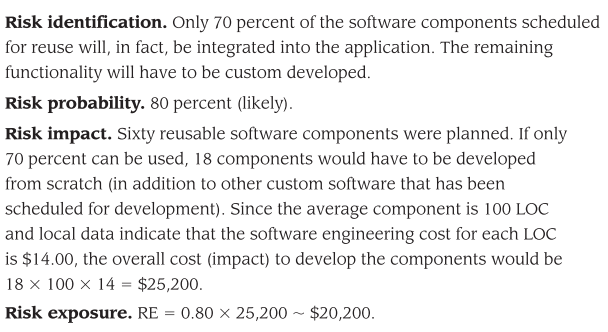 Risk identification. Only 70 percent of the software components scheduled
for reuse will, in fact, be integrated into the application. The remaining
functionality will have to be custom developed.
Risk probability. 80 percent (likely).
Risk impact. Sixty reusable software components were planned. If only
70 percent can be used, 18 components would have to be developed
from scratch (in addition to other custom software that has been
scheduled for development). Since the average component is 100 LOC
and local data indicate that the software engineering cost for each LOC
is $14.00, the overall cost (impact) to develop the components would be
18 × 100 × 14 = $25,200.
Risk exposure. RE = 0.80 × 25,200 ~ $20,200.